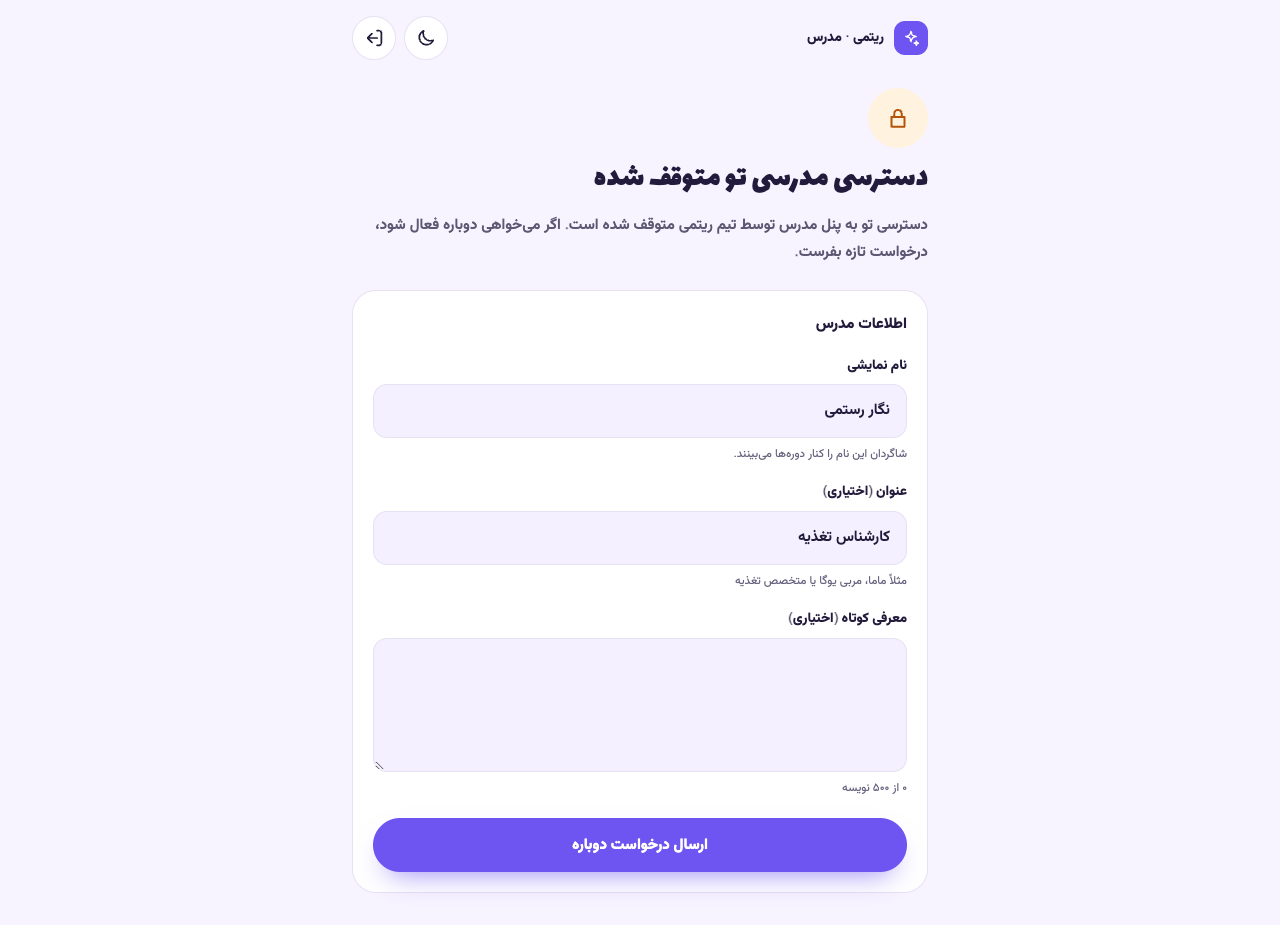 ریتمی · مدرس
دسترسی مدرسی تو متوقف شده
دسترسی تو به پنل مدرس توسط تیم ریتمی متوقف شده است. اگر می‌خواهی دوباره فعال شود،
درخواست تازه بفرست.
اطلاعات مدرس
نام نمایشی
نگار رستمی
شاگردان این نام را کنار دوره‌ها می‌بینند.
عنوان (اختیاری)
کارشناس تغذیه
مثلاً ماما، مربی یوگا یا متخصص تغذیه
معرفی کوتاه (اختیاری)
۰ از ۵۰۰ نویسه
ارسال درخواست دوباره